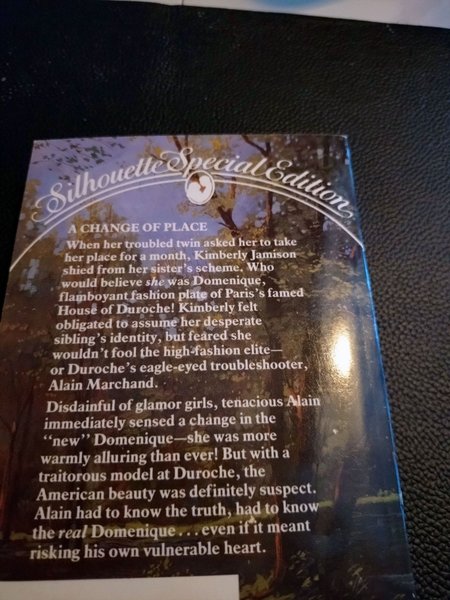 Silhouette Special Edition
A CHANGE OF PLACE
When her troubled twin asked her to take
her place for a month, Kimberly Jamison
shied from her sister's scheme. Who
would believe she was Domenique,
flamboyant fashion plate of Paris's famed
House of Duroche! Kimberly felt
obligated to assume her desperate
sibling's identity, but feared she
wouldn't fool the high-fashion elite—
or Duroche's eagle-eyed troubleshooter,
Alain Marchand.
Disdainful of glamor girls, tenacious Alain
immediately sensed a change in the
“new” Domenique—she was more
warmly alluring than ever! But with a
traitorous model at Duroche, the
American beauty was definitely suspect.
Alain had to know the truth, had to know
the real Domenique . . . even if it meant
risking his own vulnerable heart.